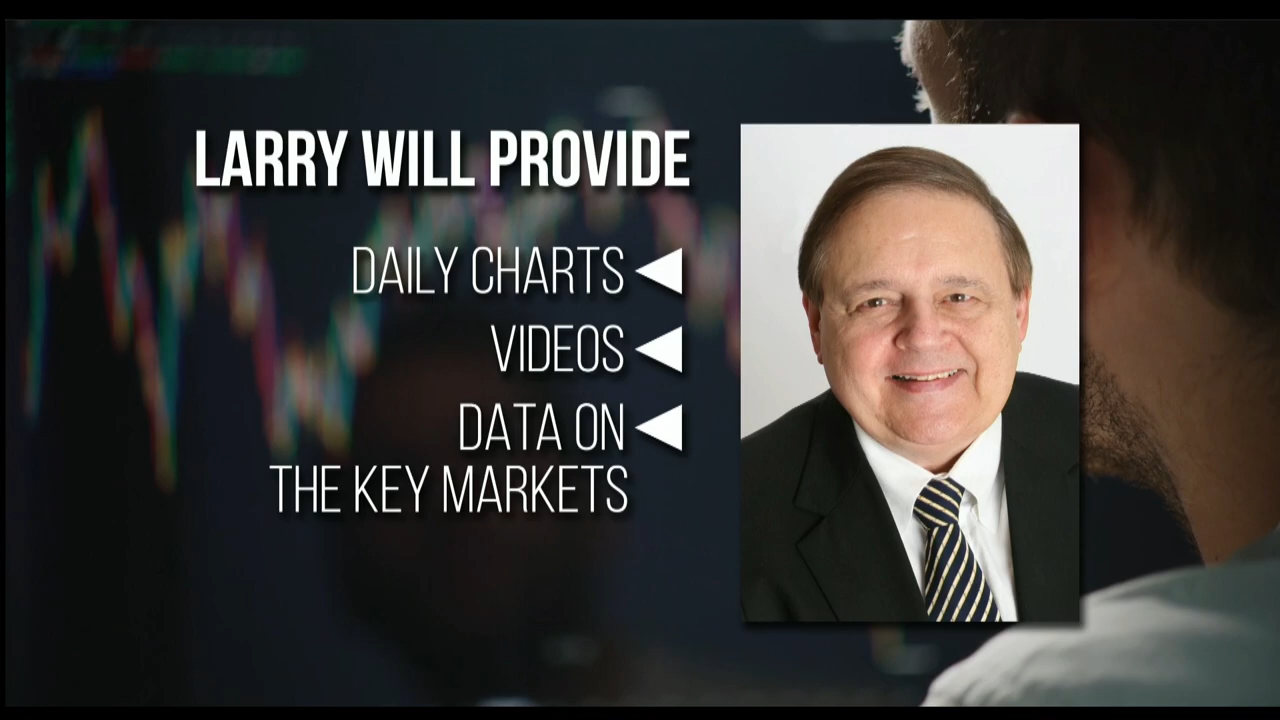 LARRY WILL PROVIDE
DAILY CHARTS
VIDEOS
DATA ON
THE KEY MARKETS